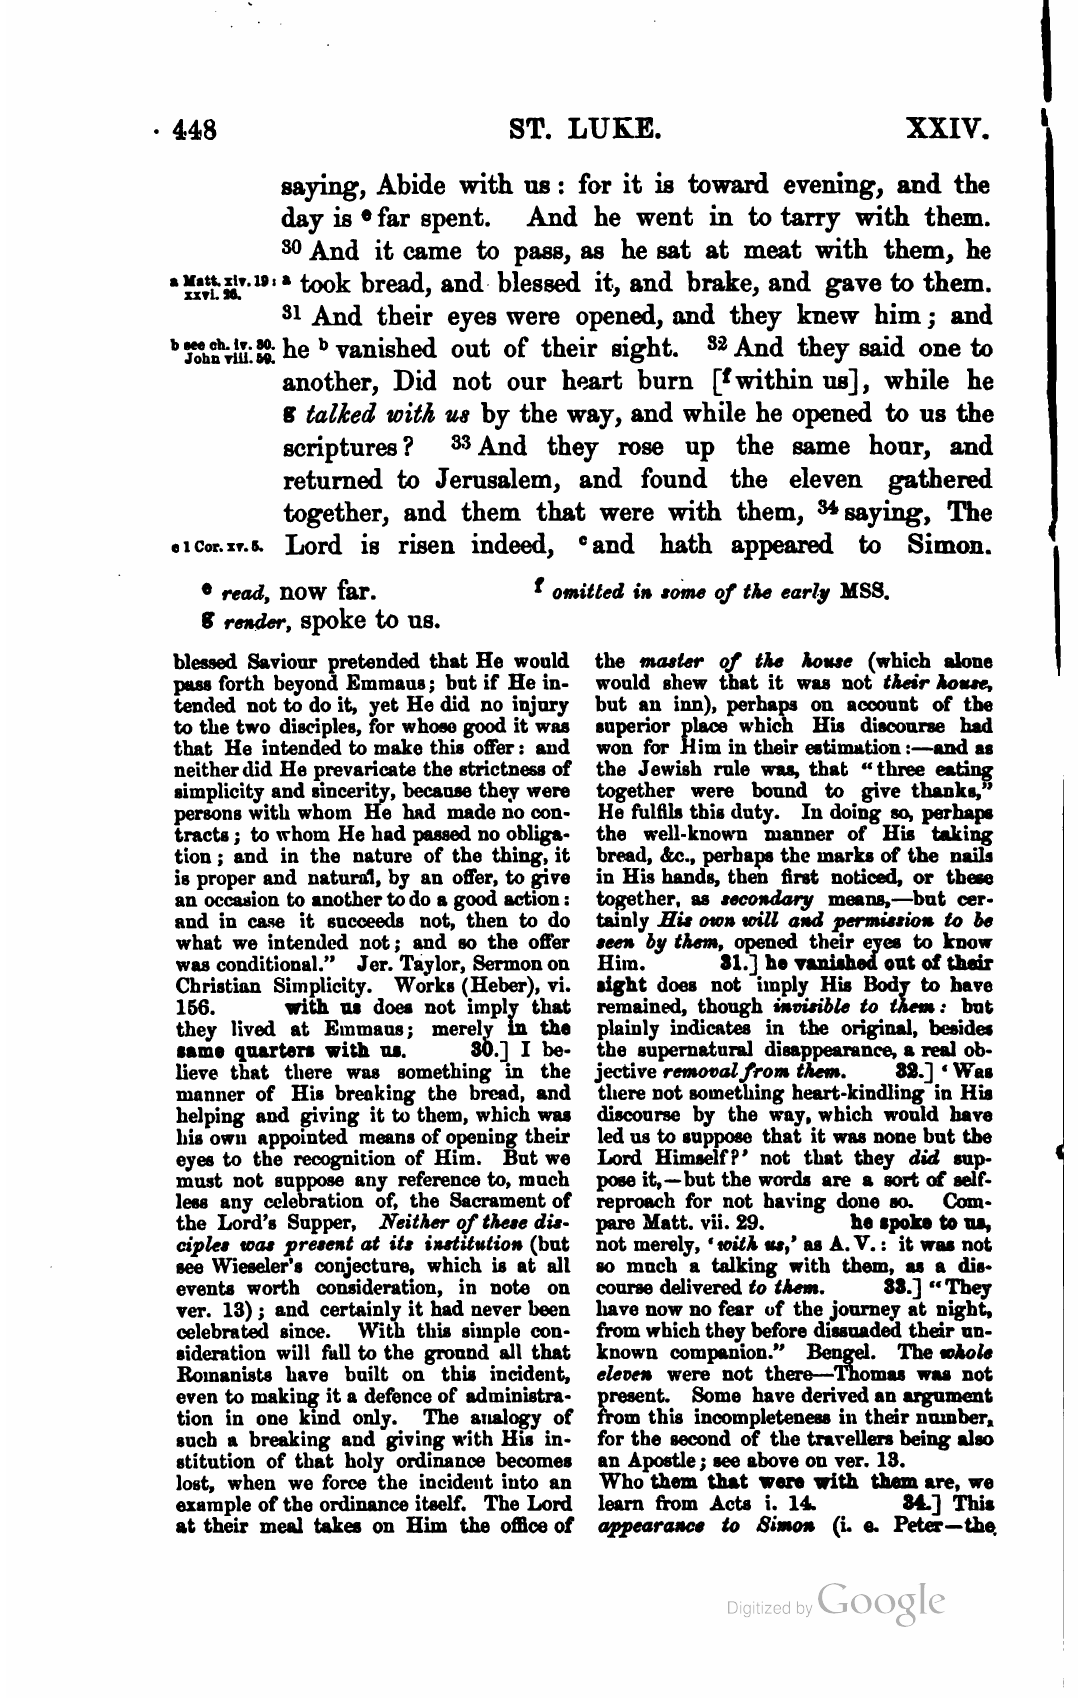 448 ST. LUKE. XXIV.
saying, Abide with us : for it is toward evening, and the
day is e far spent. And he went in to tarry with them.
30 And it came to pass, as he sat at meat with them, he
a Matt. xiv. 19 :
xxvi. 26.
a took bread, and blessed it, and brake, and gave to them.
31 And their eyes were opened, and they knew him ; and
b see ch. iv. 30.
John viii. 59.
he b vanished out of their sight. 32 And they said one to
another, Did not our heart burn [f within us], while he
g talked with us by the way, and while he opened to us the
scriptures ? 33 And they rose up the same hour, and
returned to Jerusalem, and found the eleven gathered
together, and them that were with them, 34 saying, The
c 1 Cor. xv. 5.
Lord is risen indeed, c and hath appeared to Simon.
e read, now far. f omitted in some of the early MSS.
g render, spoke to us.
blessed Saviour pretended that He would
pass forth beyond Emmaus ; but if He in-
tended not to do it, yet He did no injury
to the two disciples, for whose good it was
that He intended to make this offer : and
neither did He prevaricate the strictness of
simplicity and sincerity, because they were
persons with whom He had made no con-
tracts ; to whom He had passed no obliga-
tion ; and in the nature of the thing, it
is proper and natural, by an offer, to give
an occasion to another to do a good action :
and in case it succeeds not, then to do
what we intended not ; and so the offer
was conditional.” Jer. Taylor, Sermon on
Christian Simplicity. Works (Heber), vi.
156. with us does not imply that
they lived at Emmaus ; merely in the
same quarters with us. 30.] I be-
lieve that there was something in the
manner of His breaking the bread, and
helping and giving it to them, which was
his own appointed means of opening their
eyes to the recognition of Him. But we
must not suppose any reference to, much
less any celebration of, the Sacrament of
the Lord’s Supper, Neither of these dis-
ciples was present at its institution (but
see Wieseler’s conjecture, which is at all
events worth consideration, in note on
ver. 13) ; and certainly it had never been
celebrated since. With this simple con-
sideration will fall to the ground all that
Romanists have built on this incident,
even to making it a defence of administra-
tion in one kind only. The analogy of
such a breaking and giving with His in-
stitution of that holy ordinance becomes
lost, when we force the incident into an
example of the ordinance itself. The Lord
at their meal takes on Him the office of
the master of the house (which alone
would shew that it was not their house,
but an inn), perhaps on account of the
superior place which His discourse had
won for Him in their estimation :—and as
the Jewish rule was, that “ three eating
together were bound to give thanks,”
He fulfils this duty. In doing so, perhaps
the well-known manner of His taking
bread, &c., perhaps the marks of the nails
in His hands, then first noticed, or these
together, as secondary means,—but cer-
tainly His own will and permission to be
seen by them, opened their eyes to know
Him. 31.] he vanished out of their
sight does not imply His Body to have
remained, though invisible to them : but
plainly indicates in the original, besides
the supernatural disappearance, a real ob-
jective removal from them. 32.] ‘ Was
there not something heart-kindling in His
discourse by the way, which would have
led us to suppose that it was none but the
Lord Himself ?’ not that they did sup-
pose it,—but the words are a sort of self-
reproach for not having done so. Com-
pare Matt. vii. 29. he spoke to us,
not merely, ‘with us,’ as A. V. : it was not
so much a talking with them, as a dis-
course delivered to them. 33.] “ They
have now no fear of the journey at night,
from which they before dissuaded their un-
known companion.” Bengel. The whole
eleven were not there—Thomas was not
present. Some have derived an argument
from this incompleteness in their number,
for the second of the travellers being also
an Apostle ; see above on ver. 13.
Who them that were with them are, we
learn from Acts i. 14. 34.] This
appearance to Simon (i. e. Peter—the
Digitized by Google